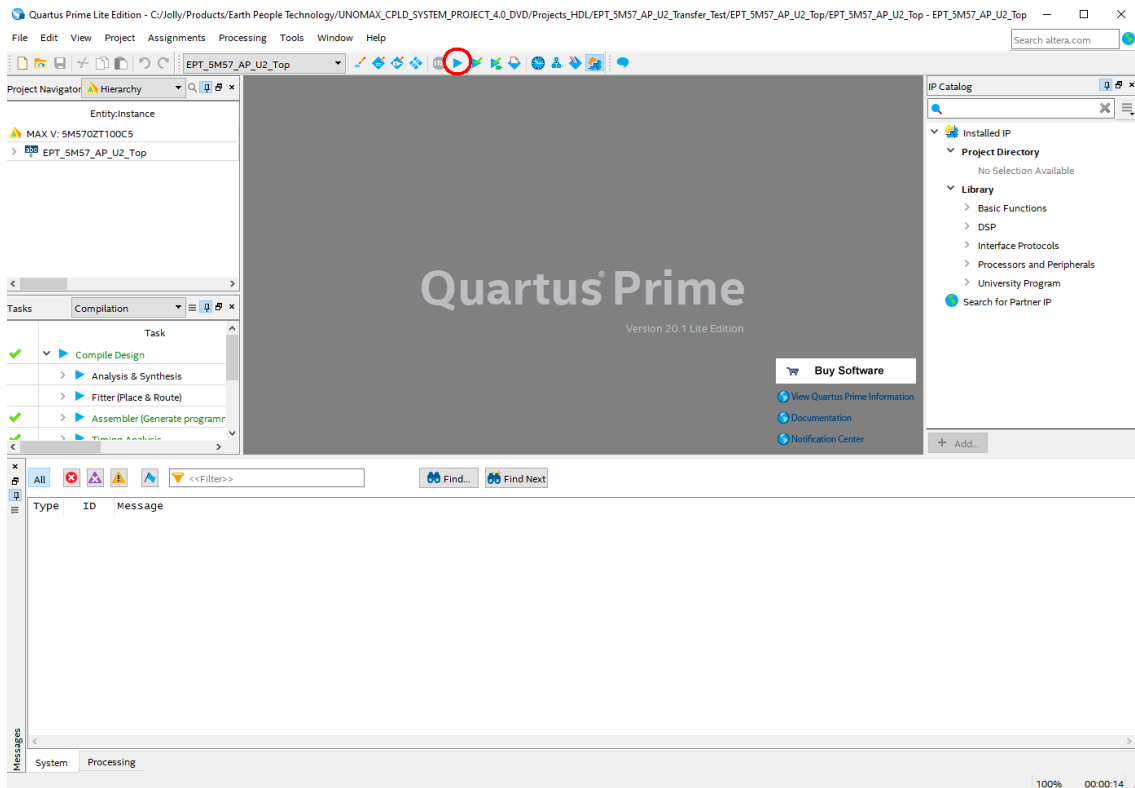 Quartus Prime Lite Edition - C:/Jolly/Products/Earth People Technology/UNOMAX_CPLD_SYSTEM_PROJECT_4.0_DVD/Projects_HDL/EPT_5M57_AP_U2_Transfer_Test/EPT_5M57_AP_U2_Top/EPT_5M57_AP_U2_Top - EPT_5M57_AP_U2_Top
File Edit View Project Assignments Processing Tools Window Help
Search altera.com
EPT_5M57_AP_U2_Top
Project Navigator Hierarchy
Entity:Instance
MAX V: 5M570ZT100C5
EPT_5M57_AP_U2_Top
Tasks Compilation
Task
Compile Design
Analysis & Synthesis
Fitter (Place & Route)
Assembler (Generate programr
Timing Analysis
Quartus Prime
Version 20.1 Lite Edition
Buy Software
View Quartus Prime Information
Documentation
Notification Center
IP Catalog
Installed IP
Project Directory
No Selection Available
Library
Basic Functions
DSP
Interface Protocols
Processors and Peripherals
University Program
Search for Partner IP
+ Add...
All <<Filter>> Find... Find Next
Type ID Message
Messages
System Processing
100% 00:00:14